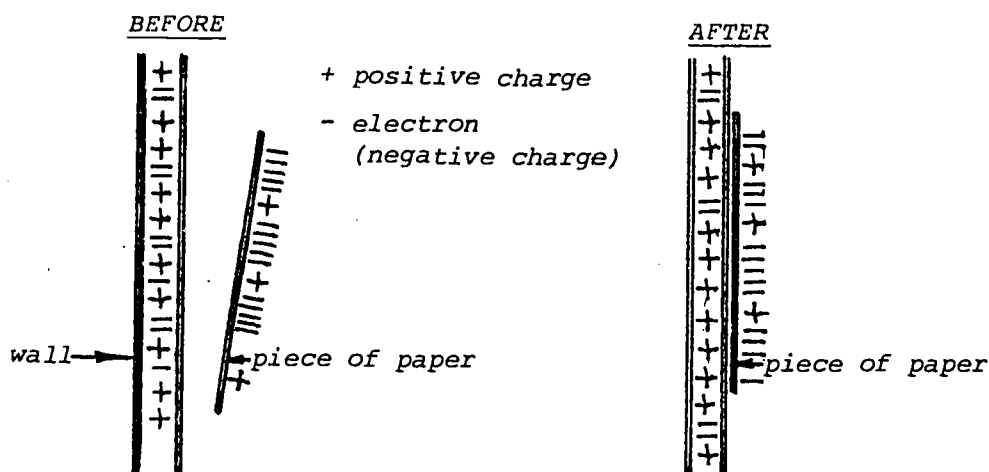 BEFORE
AFTER
+ positive charge
- electron
(negative charge)
wall
piece of paper
piece of paper